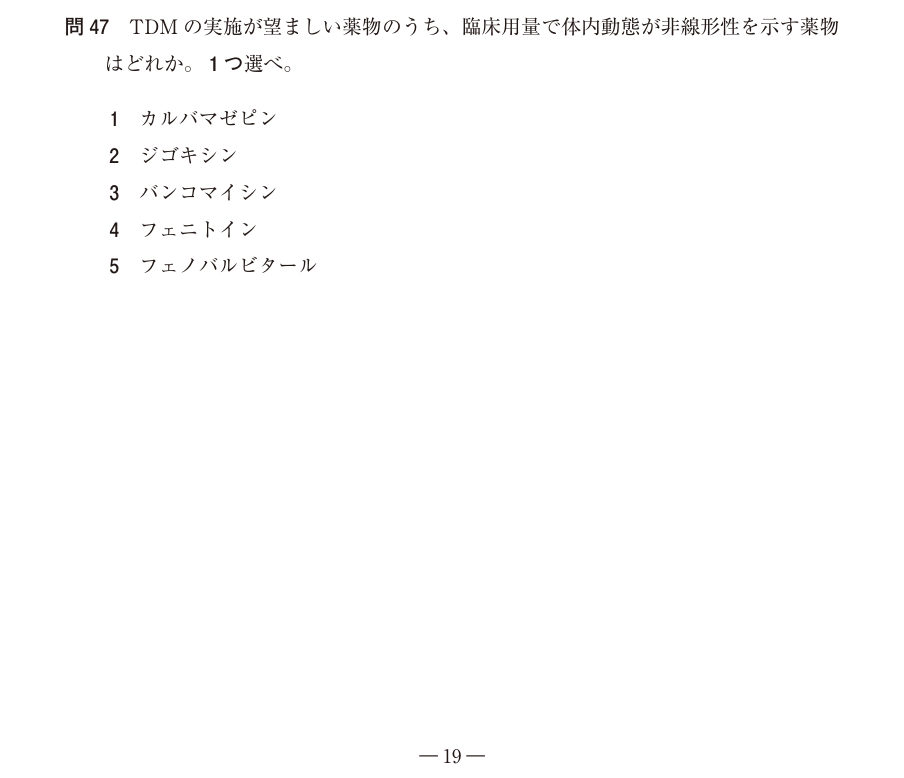 問 47 TDM の実施が望ましい薬物のうち、臨床用量で体内動態が非線形性を示す薬物
はどれか。1つ選べ。
1 カルバマゼピン
2 ジゴキシン
3 バンコマイシン
4 フェニトイン
5 フェノバルビタール
— 19 —